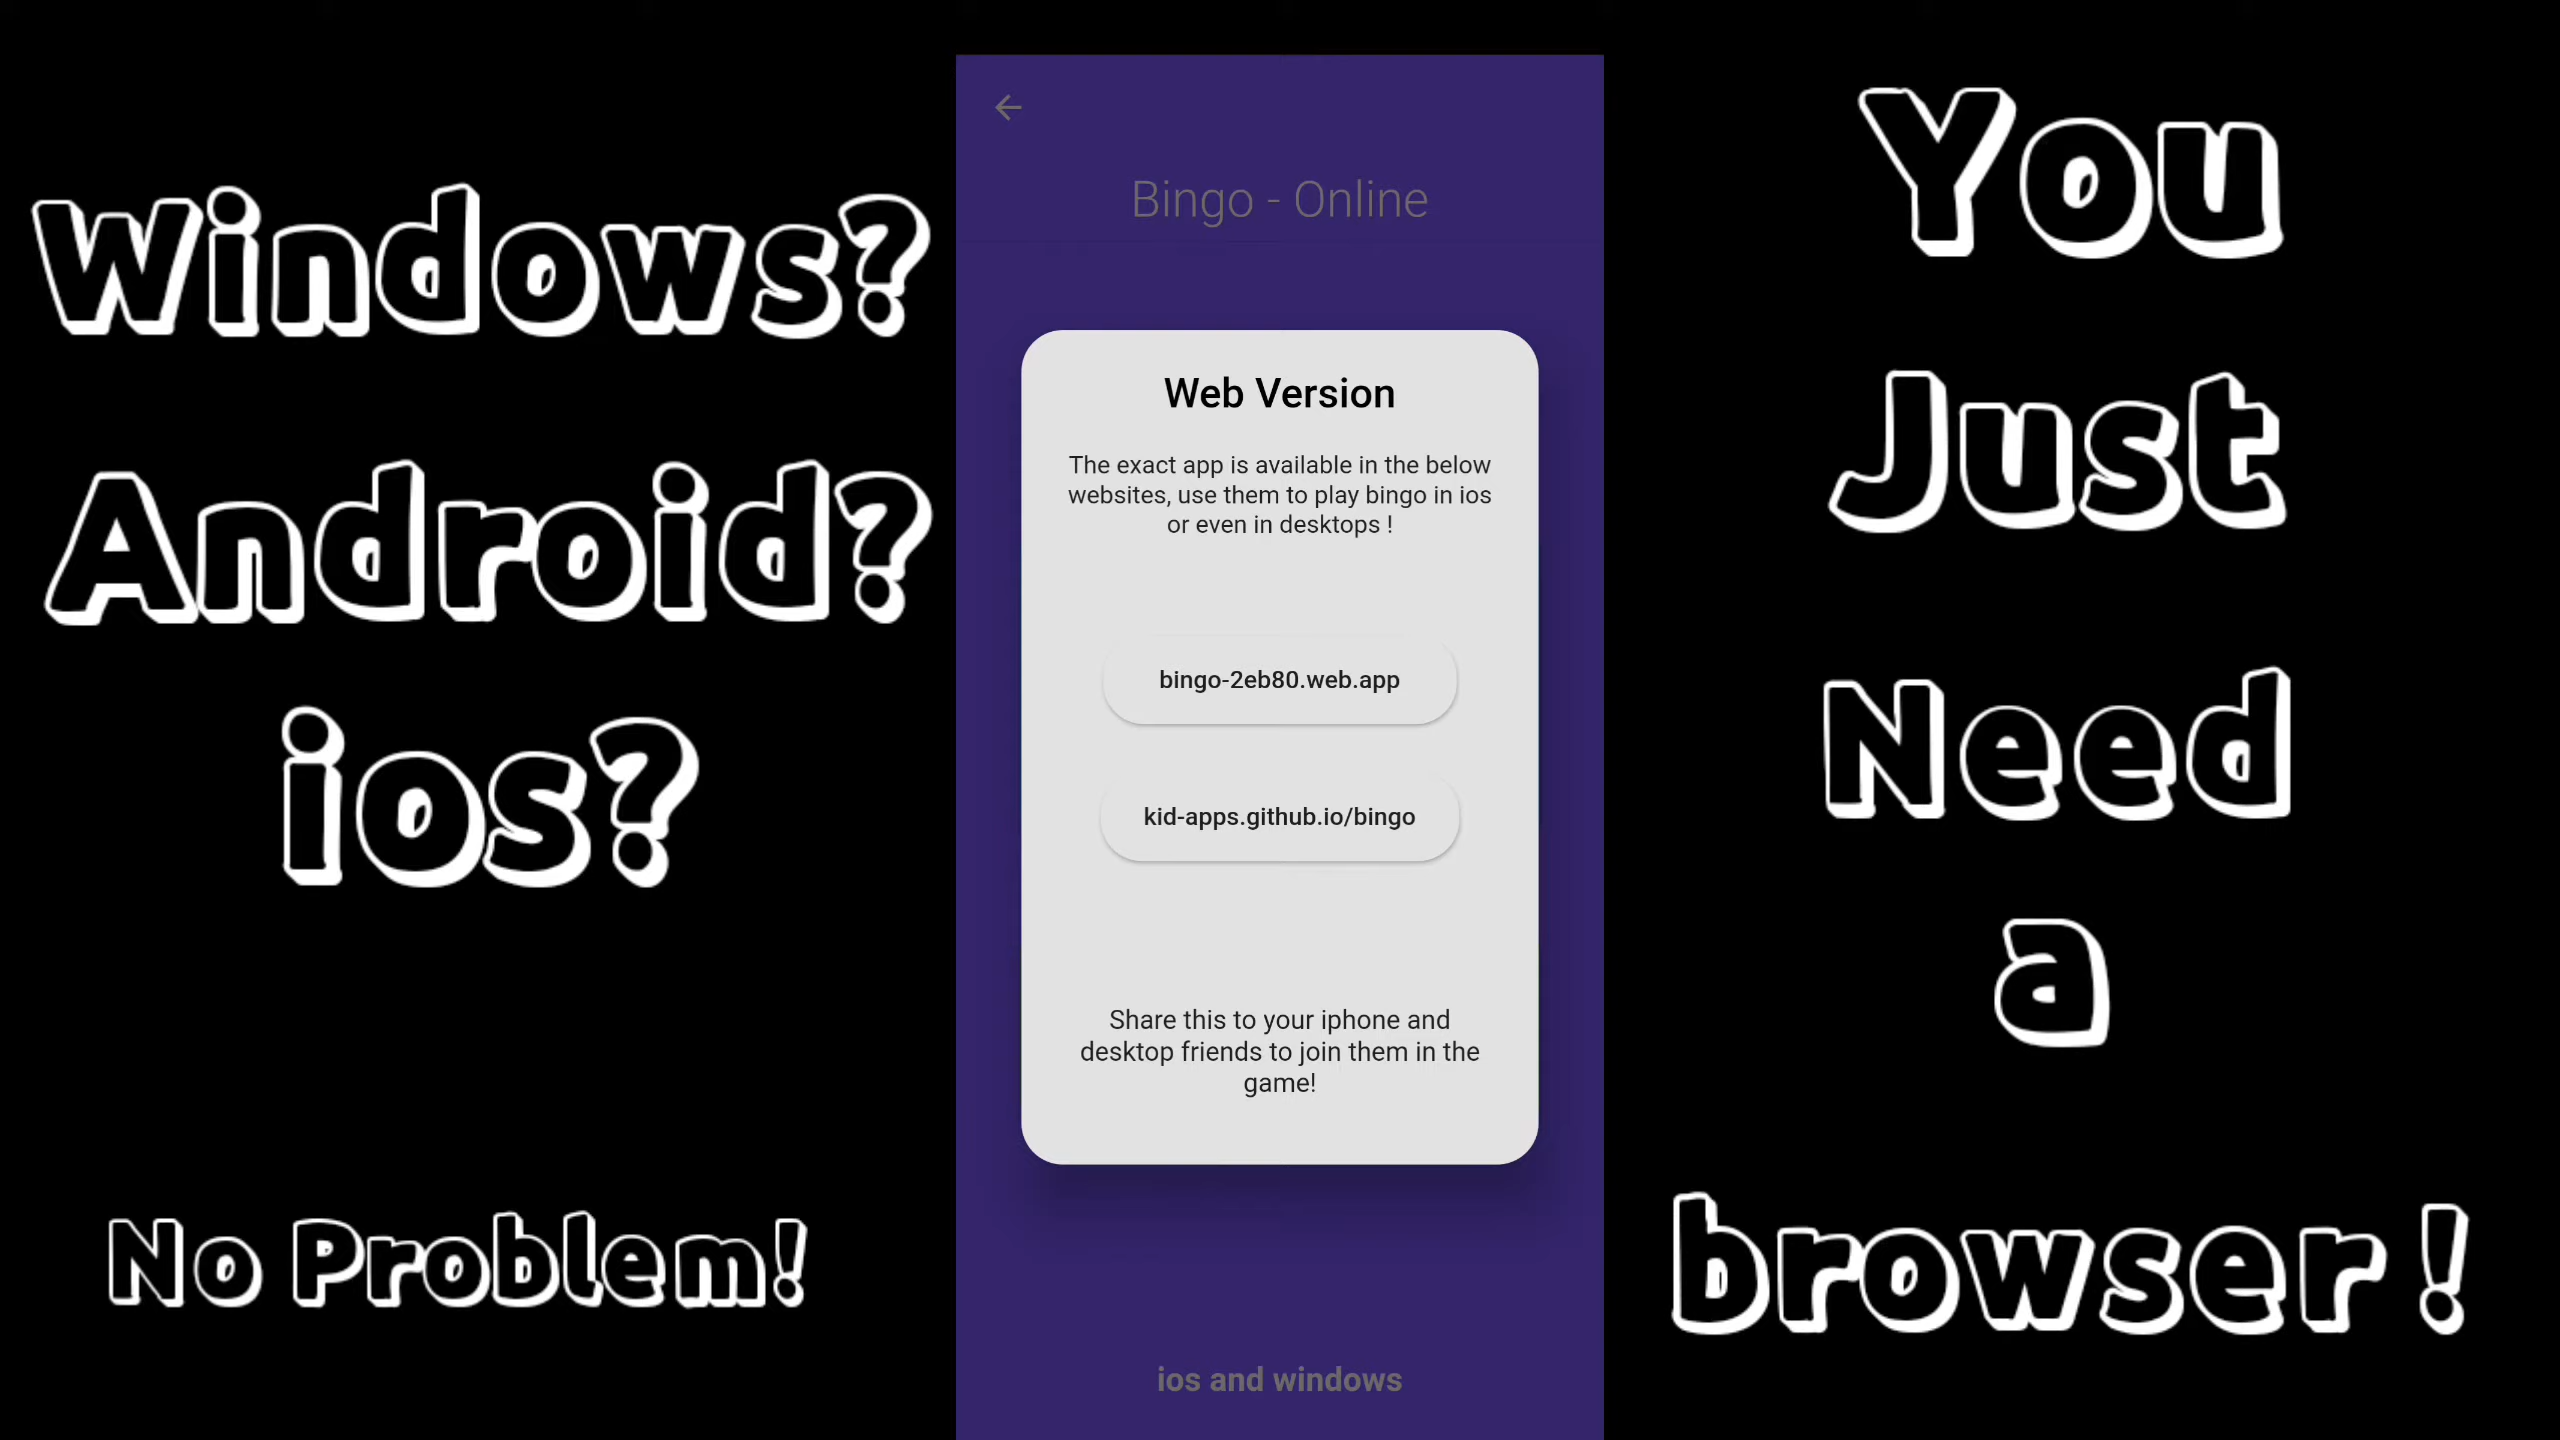 Windows?
Android?
ios?
No Problem!
Bingo - Online
Web Version
The exact app is available in the below
websites, use them to play bingo in ios
or even in desktops !
bingo-2eb80.web.app
kid-apps.github.io/bingo
Share this to your iphone and
desktop friends to join them in the
game!
ios and windows
You
Just
Need
a
browser !